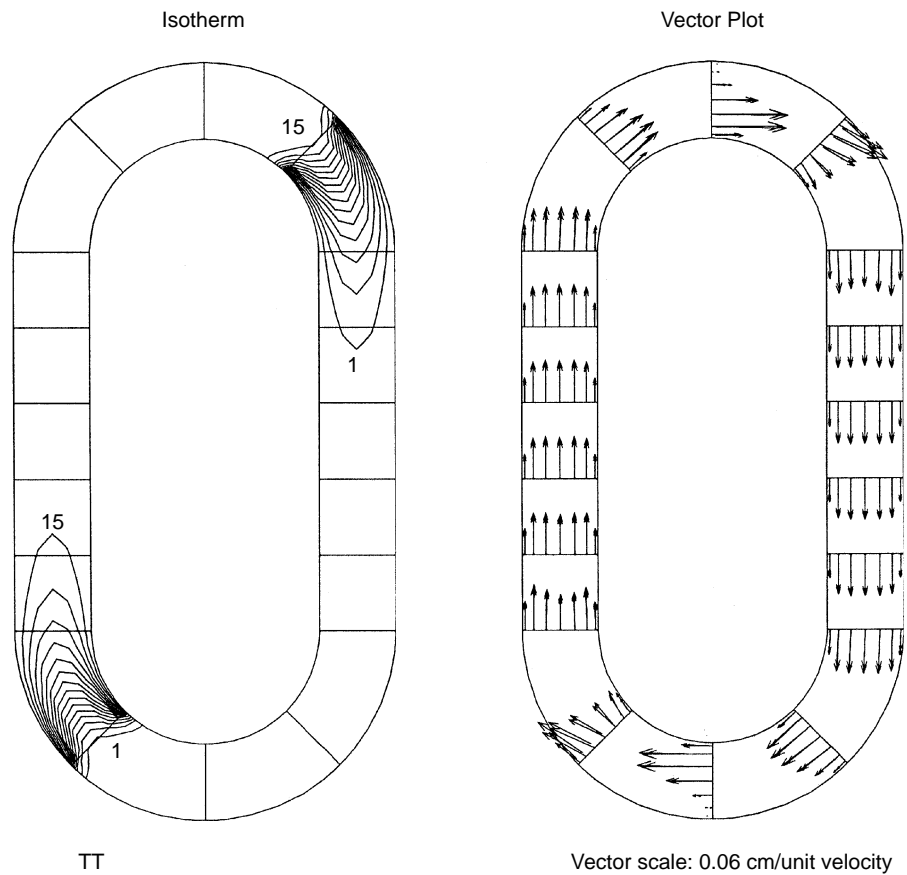 Isotherm
Vector Plot
15
1
15
1
TT
Vector scale: 0.06 cm/unit velocity